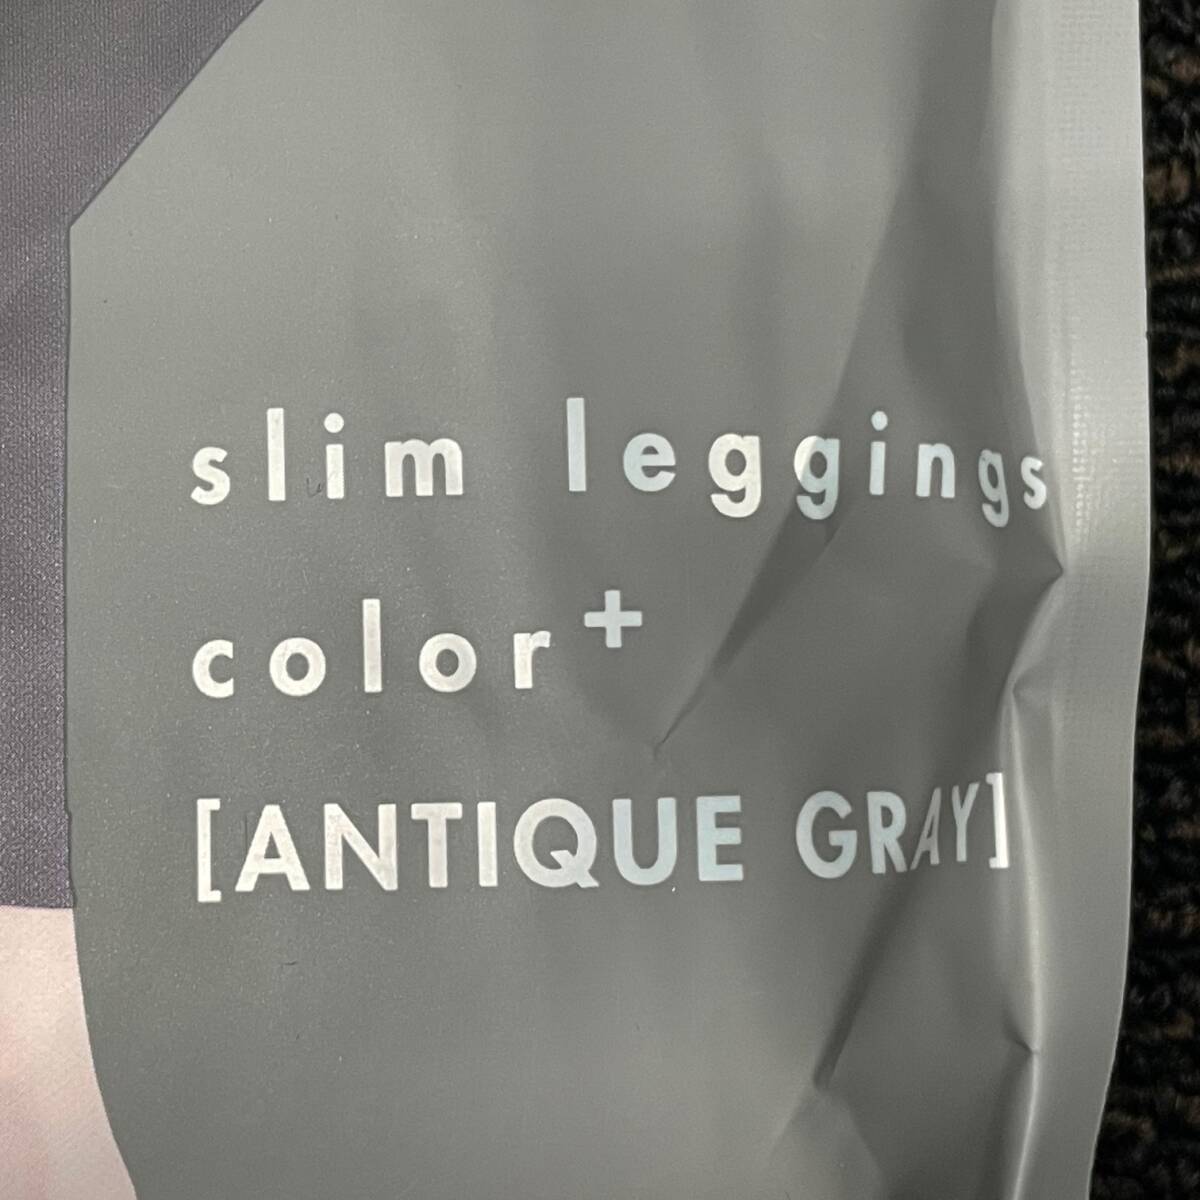 slim leggings
color+
[ANTIQUE GRAY]